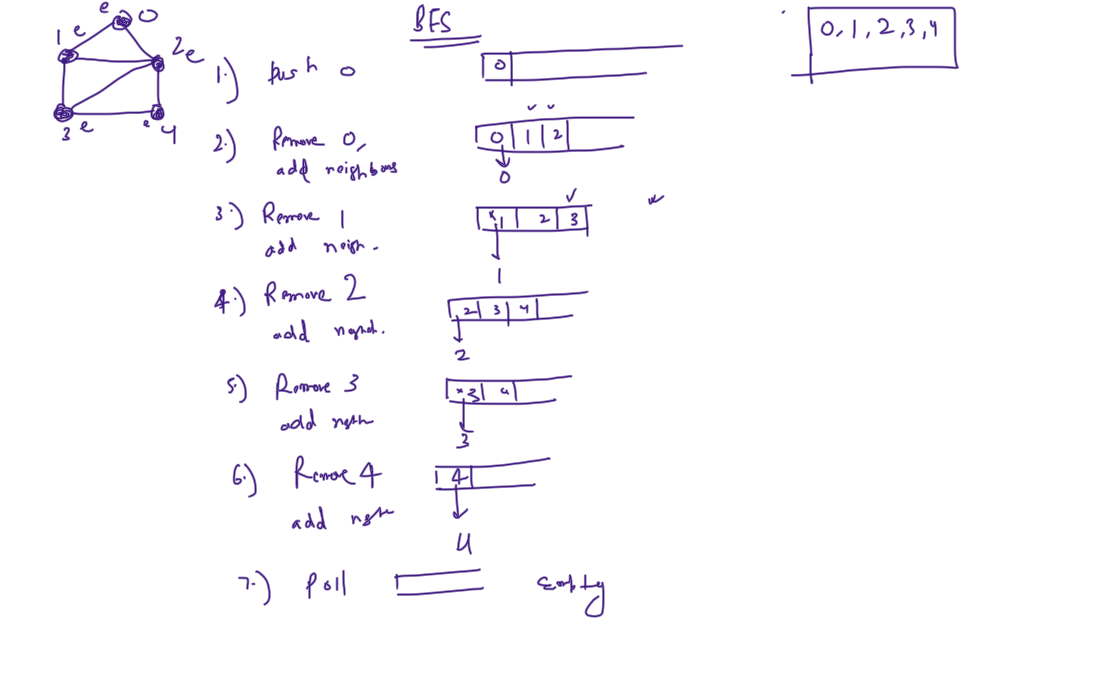 BFS
0, 1, 2, 3, 4
e 0
1 e
2 e
3 e
e 4
1.) push 0
0
2.) Remove 0,
add neighbors
0 1 2
0
3.) Remove 1
add neigh.
1 2 3
1
4.) Remove 2
add
2 3 4
2
5.) Remove 3
add
3 4
3
6.) Remove 4
add
4
4
7.) Poll
Empty